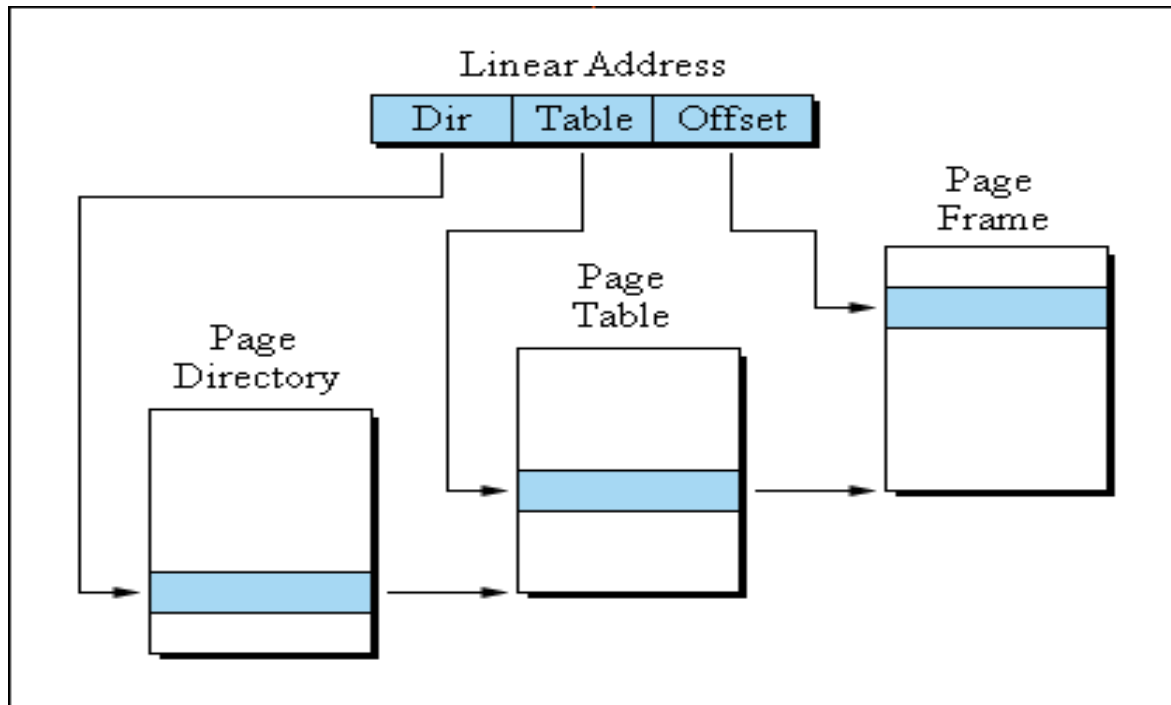 Linear Address
Dir
Table
Offset
Page
Frame
Page
Table
Page
Directory